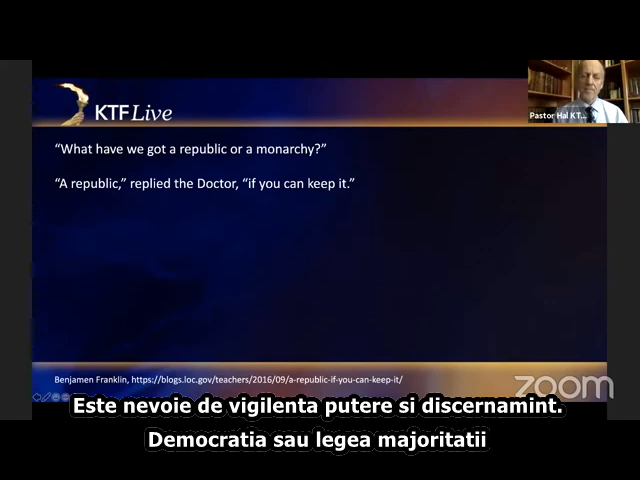 KTF Live
Pastor Hal KT...
“What have we got a republic or a monarchy?”
“A republic,” replied the Doctor, “if you can keep it.”
Benjamen Franklin, https://blogs.loc.gov/teachers/2016/09/a-republic-if-you-can-keep-it/
zoom
Este nevoie de vigilenta putere si discernamint.
Democratia sau legea majoritatii